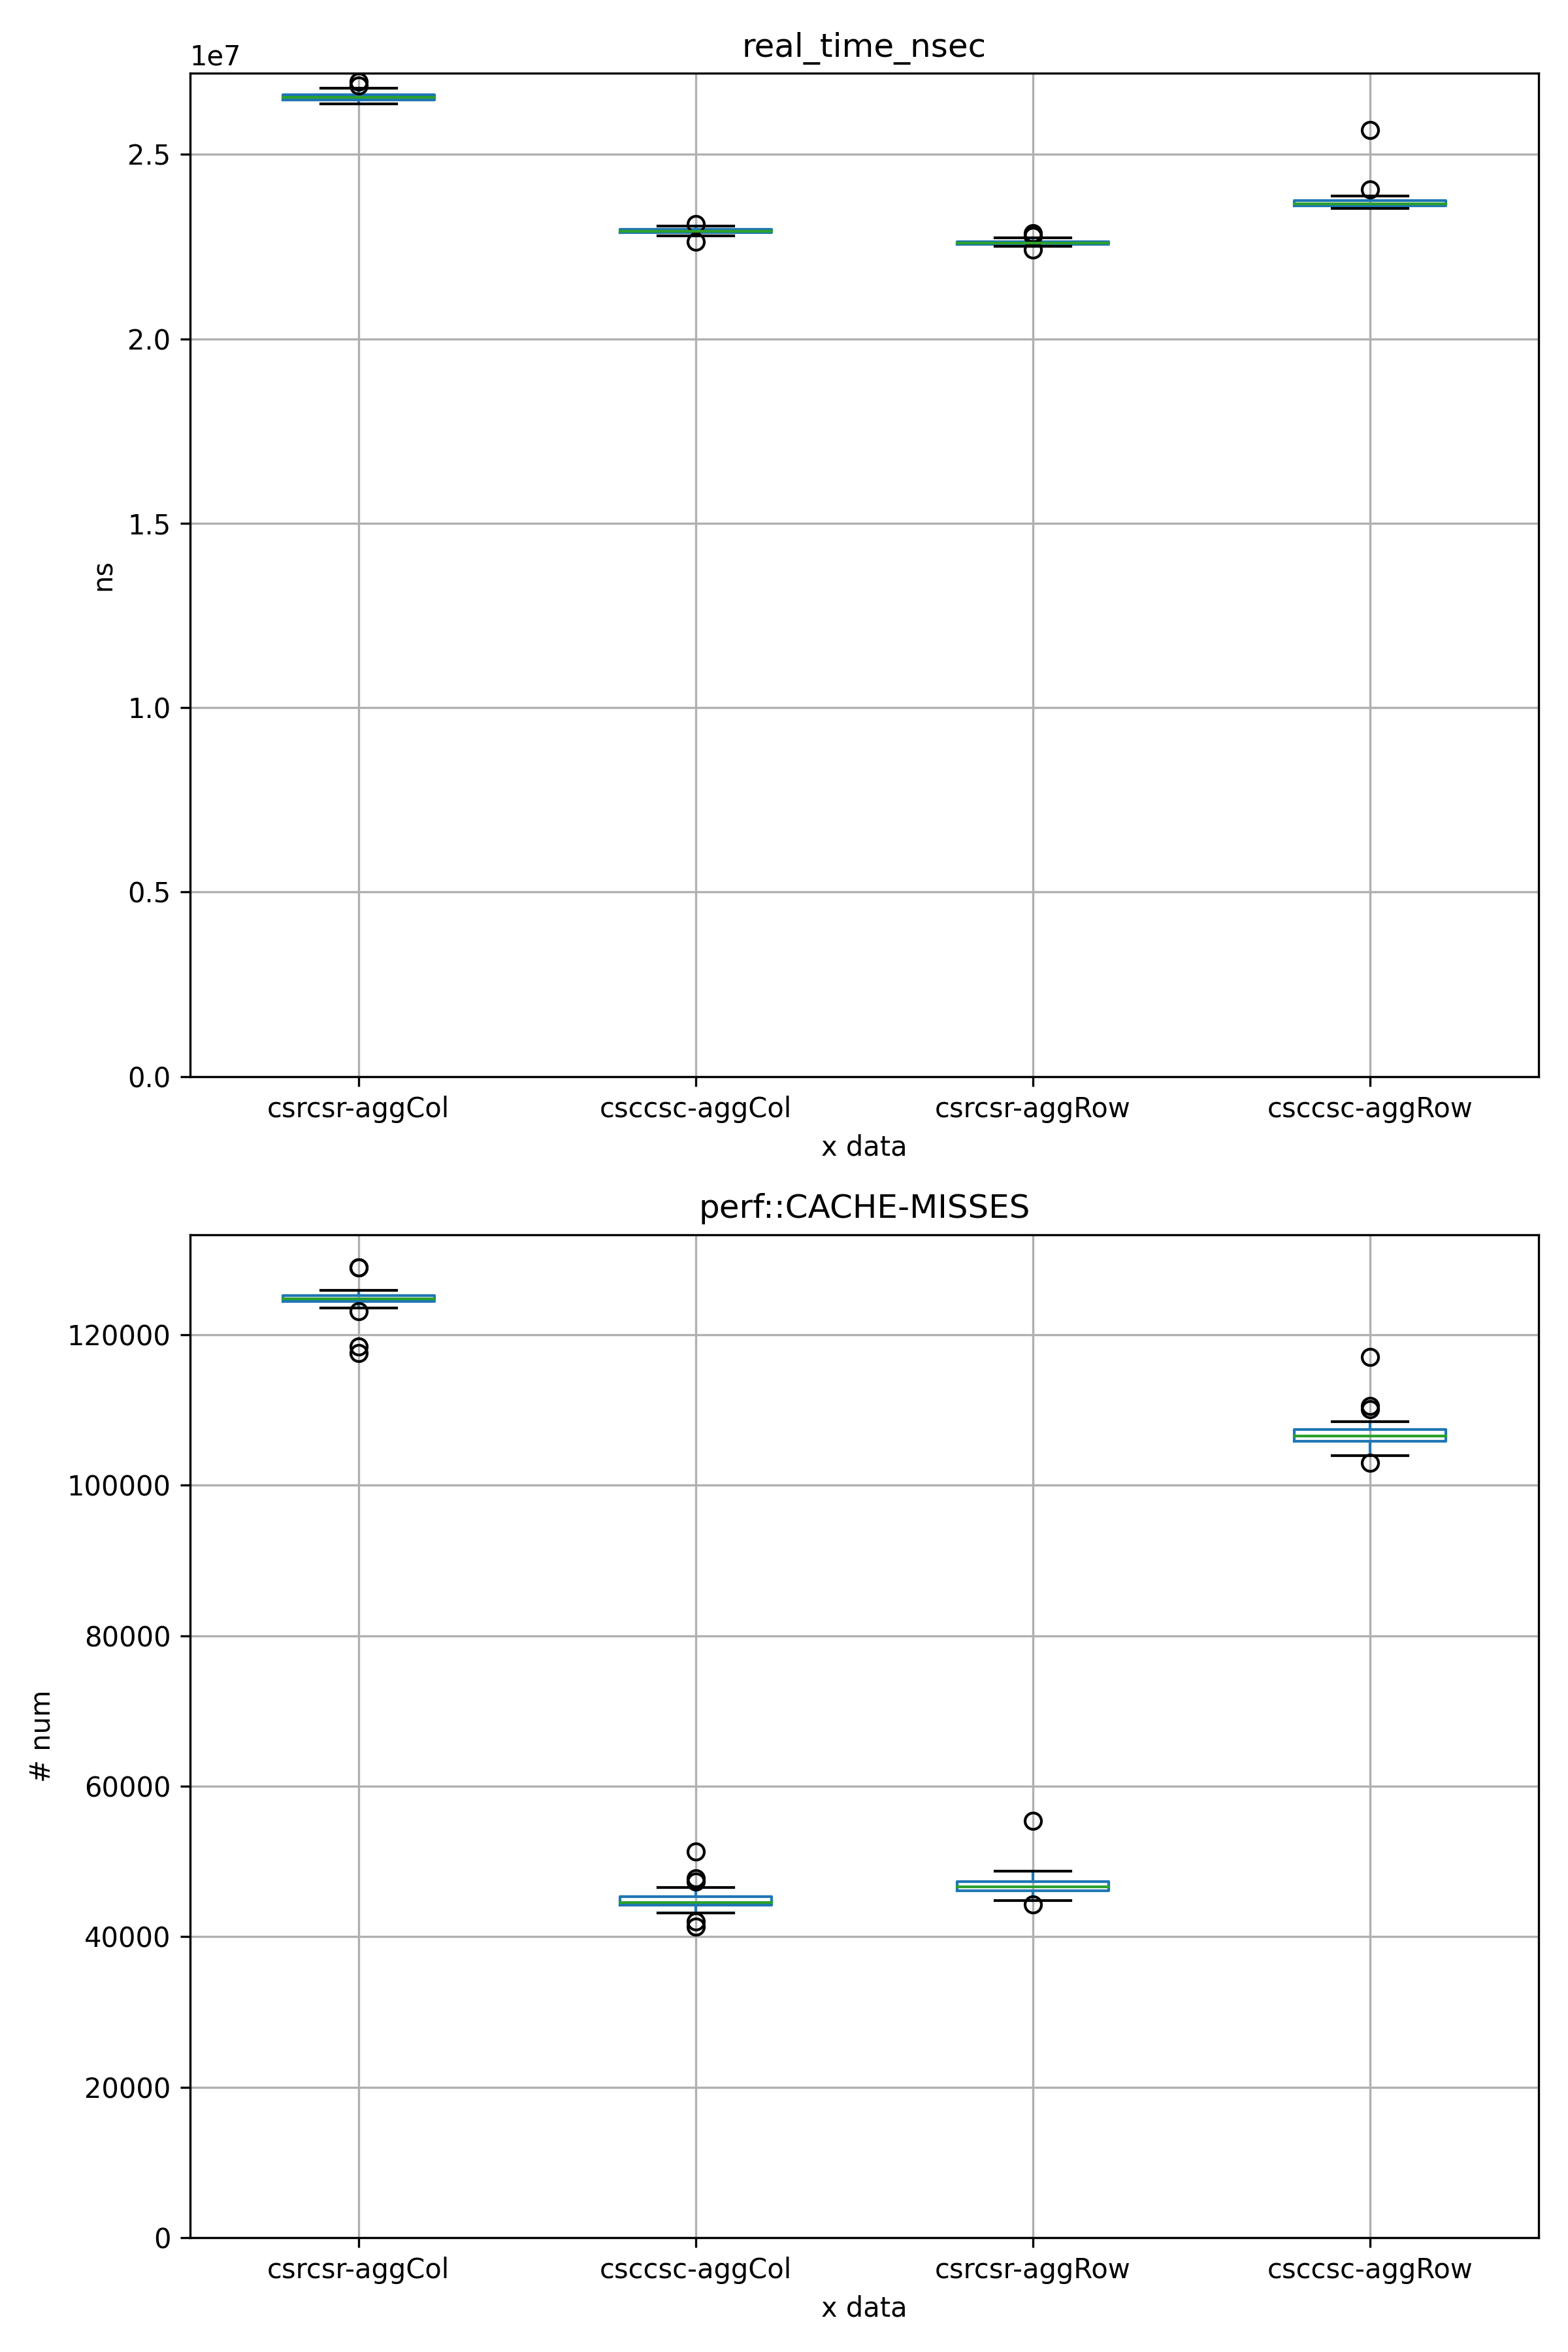 real_time_nsec
1e7
2.5
2.0
1.5
1.0
0.5
0.0
ns
csrcsr-aggCol csccsc-aggCol csrcsr-aggRow csccsc-aggRow
x data
perf::CACHE-MISSES
120000
100000
80000
60000
40000
20000
0
# num
csrcsr-aggCol csccsc-aggCol csrcsr-aggRow csccsc-aggRow
x data